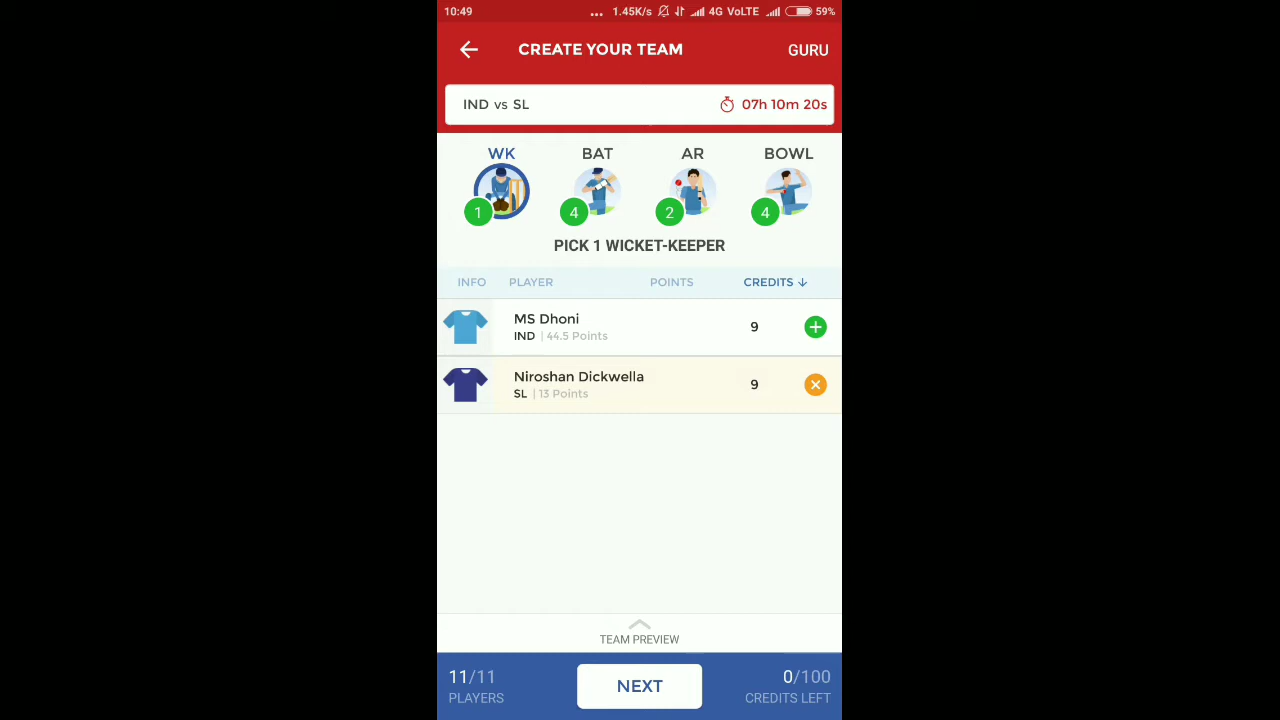 10:49 ... 1.45K/s 4G VoLTE 59%
CREATE YOUR TEAM GURU
IND vs SL 07h 10m 20s
WK BAT AR BOWL
1 4 2 4
PICK 1 WICKET-KEEPER
INFO PLAYER POINTS CREDITS
MS Dhoni 9
IND | 44.5 Points
Niroshan Dickwella 9
SL | 13 Points
TEAM PREVIEW
11/11 NEXT 0/100
PLAYERS CREDITS LEFT